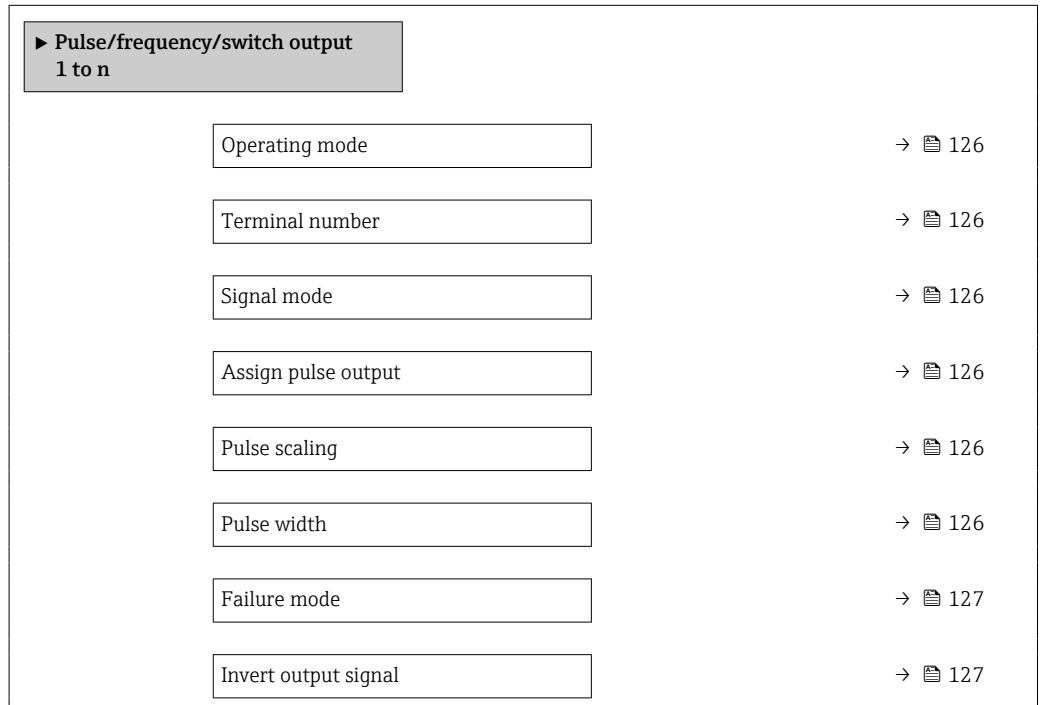 ▶ Pulse/frequency/switch output
1 to n
Operating mode → 126
Terminal number → 126
Signal mode → 126
Assign pulse output → 126
Pulse scaling → 126
Pulse width → 126
Failure mode → 127
Invert output signal → 127